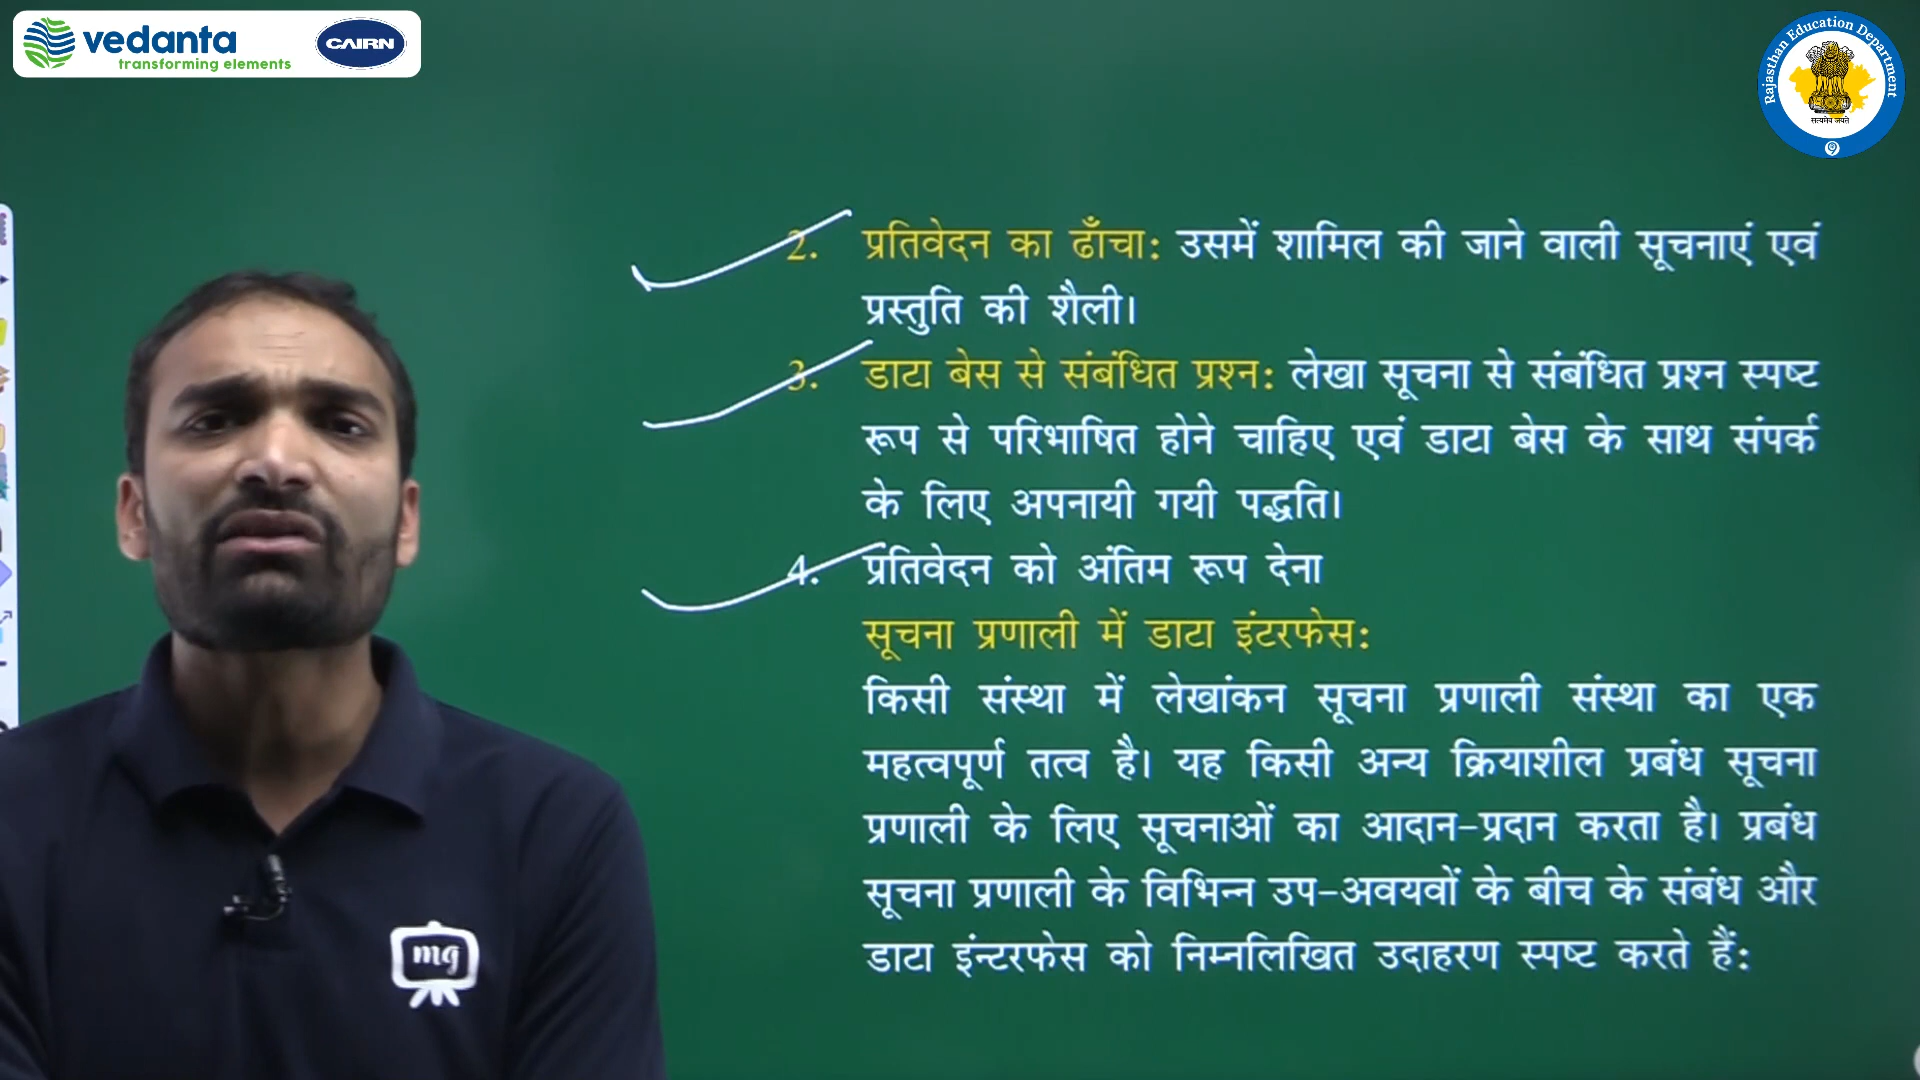 vedanta
transforming elements
CAIRN
Rajasthan Education Department
सत्यमेव जयते
2. प्रतिवेदन का ढाँचा: उसमें शामिल की जाने वाली सूचनाएं एवं
प्रस्तुति की शैली।
3. डाटा बेस से संबंधित प्रश्न: लेखा सूचना से संबंधित प्रश्न स्पष्ट
रूप से परिभाषित होने चाहिए एवं डाटा बेस के साथ संपर्क
के लिए अपनायी गयी पद्धति।
4. प्रतिवेदन को अंतिम रूप देना
सूचना प्रणाली में डाटा इंटरफेस:
किसी संस्था में लेखांकन सूचना प्रणाली संस्था का एक
महत्वपूर्ण तत्व है। यह किसी अन्य क्रियाशील प्रबंध सूचना
प्रणाली के लिए सूचनाओं का आदान-प्रदान करता है। प्रबंध
सूचना प्रणाली के विभिन्न उप-अवयवों के बीच के संबंध और
डाटा इंन्टरफेस को निम्नलिखित उदाहरण स्पष्ट करते हैं:
mg